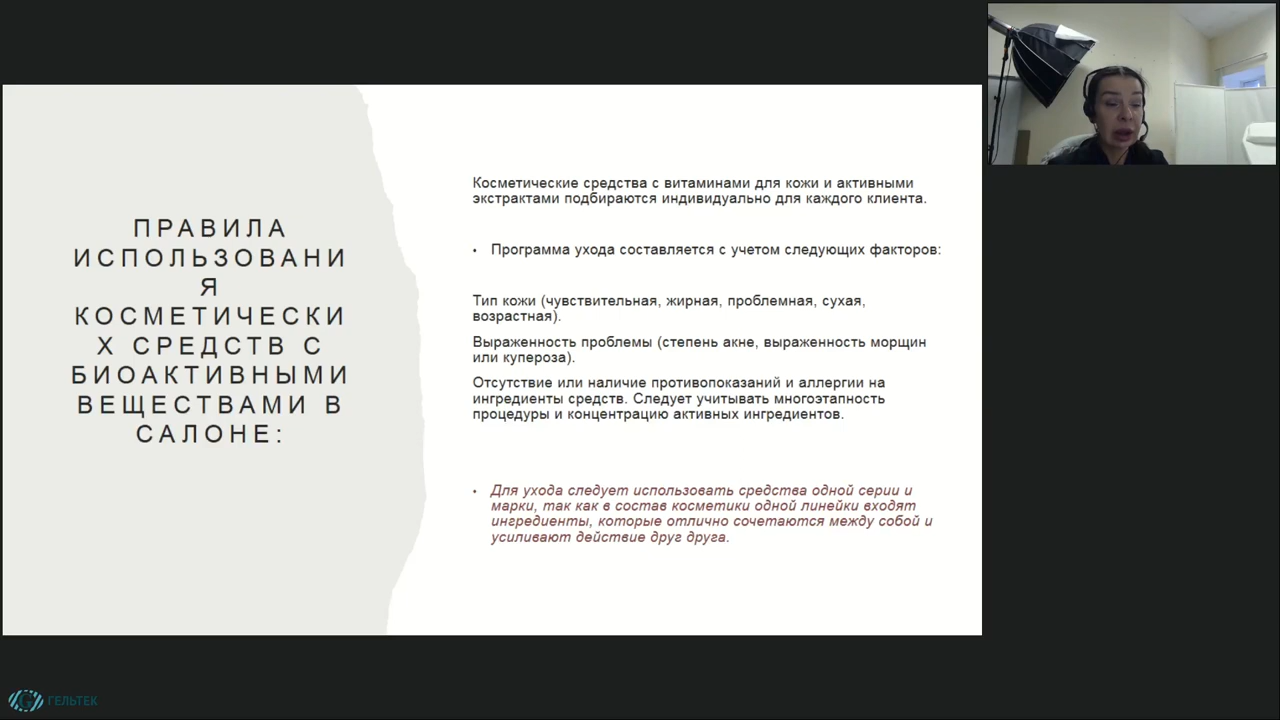 ПРАВИЛА
ИСПОЛЬЗОВАНИ
Я
КОСМЕТИЧЕСКИ
Х СРЕДСТВ С
БИОАКТИВНЫМИ
ВЕЩЕСТВАМИ В
САЛОНЕ:
Косметические средства с витаминами для кожи и активными
экстрактами подбираются индивидуально для каждого клиента.
• Программа ухода составляется с учетом следующих факторов:
Тип кожи (чувствительная, жирная, проблемная, сухая,
возрастная).
Выраженность проблемы (степень акне, выраженность морщин
или купероза).
Отсутствие или наличие противопоказаний и аллергии на
ингредиенты средств. Следует учитывать многоэтапность
процедуры и концентрацию активных ингредиентов.
• Для ухода следует использовать средства одной серии и
марки, так как в состав косметики одной линейки входят
ингредиенты, которые отлично сочетаются между собой и
усиливают действие друг друга.
ГЕЛЬТЕК